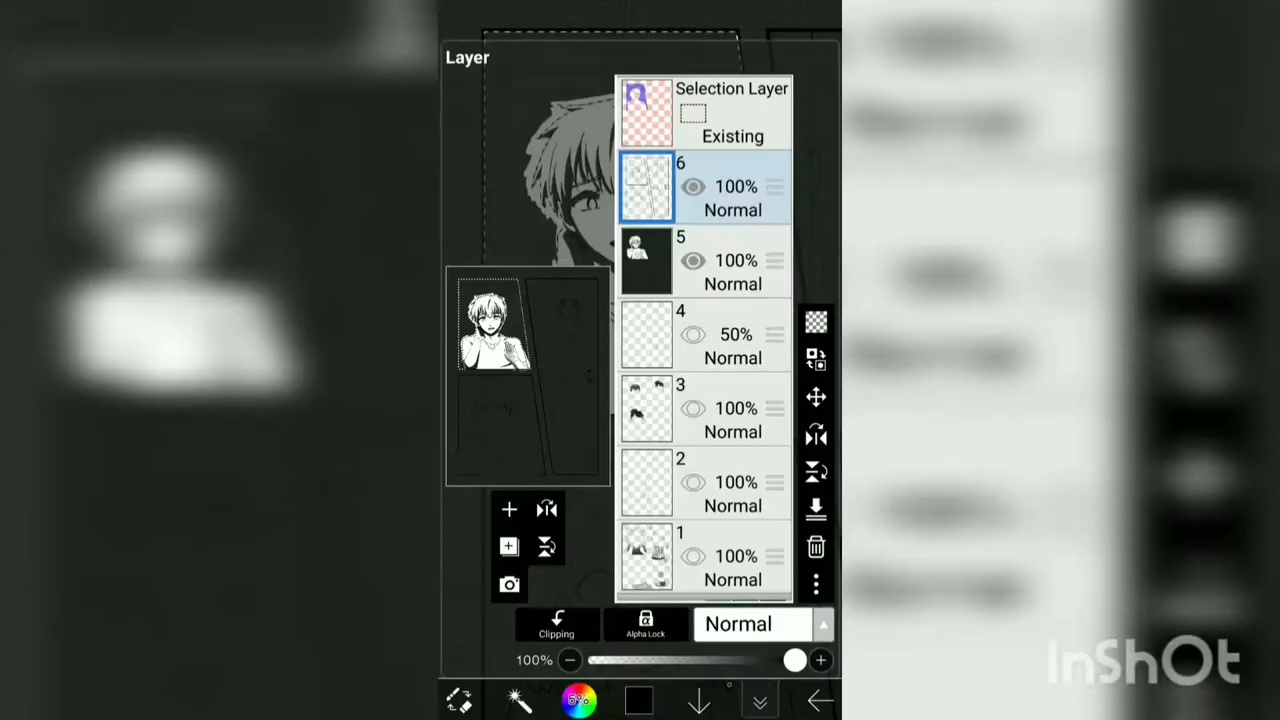 Layer
Selection Layer
Existing
6
100%
Normal
5
100%
Normal
4
50%
Normal
3
100%
Normal
2
100%
Normal
1
100%
Normal
Clipping
Alpha Lock
Normal
100%
InShOt